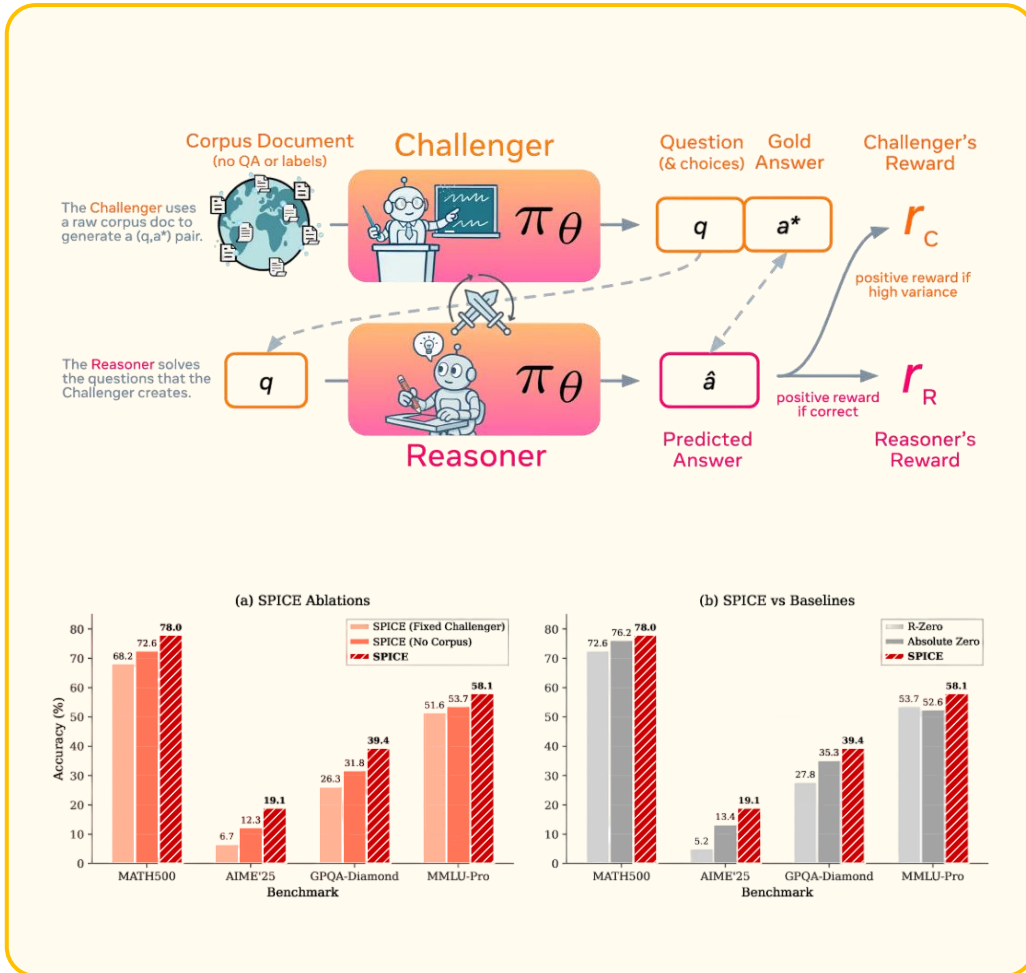 Corpus Document
(no QA or labels)
Challenger
Question
(& choices)
Gold
Answer
Challenger's
Reward
The Challenger uses
a raw corpus doc to
generate a (q,a*) pair.
πθ
q
a*
rC
positive reward if
high variance
The Reasoner solves
the questions that the
Challenger creates.
q
πθ
â
positive reward
if correct
rR
Reasoner
Predicted
Answer
Reasoner's
Reward
(a) SPICE Ablations
Accuracy (%)
80
70
60
50
40
30
20
10
0
68.2
72.6
78.0
6.7
12.3
19.1
26.3
31.8
39.4
51.6
53.7
58.1
SPICE (Fixed Challenger)
SPICE (No Corpus)
SPICE
MATH500
AIME'25
GPQA-Diamond
MMLU-Pro
Benchmark
(b) SPICE vs Baselines
80
70
60
50
40
30
20
10
0
72.6
76.2
78.0
5.2
13.4
19.1
27.8
35.3
39.4
53.7
52.6
58.1
R-Zero
Absolute Zero
SPICE
MATH500
AIME'25
GPQA-Diamond
MMLU-Pro
Benchmark